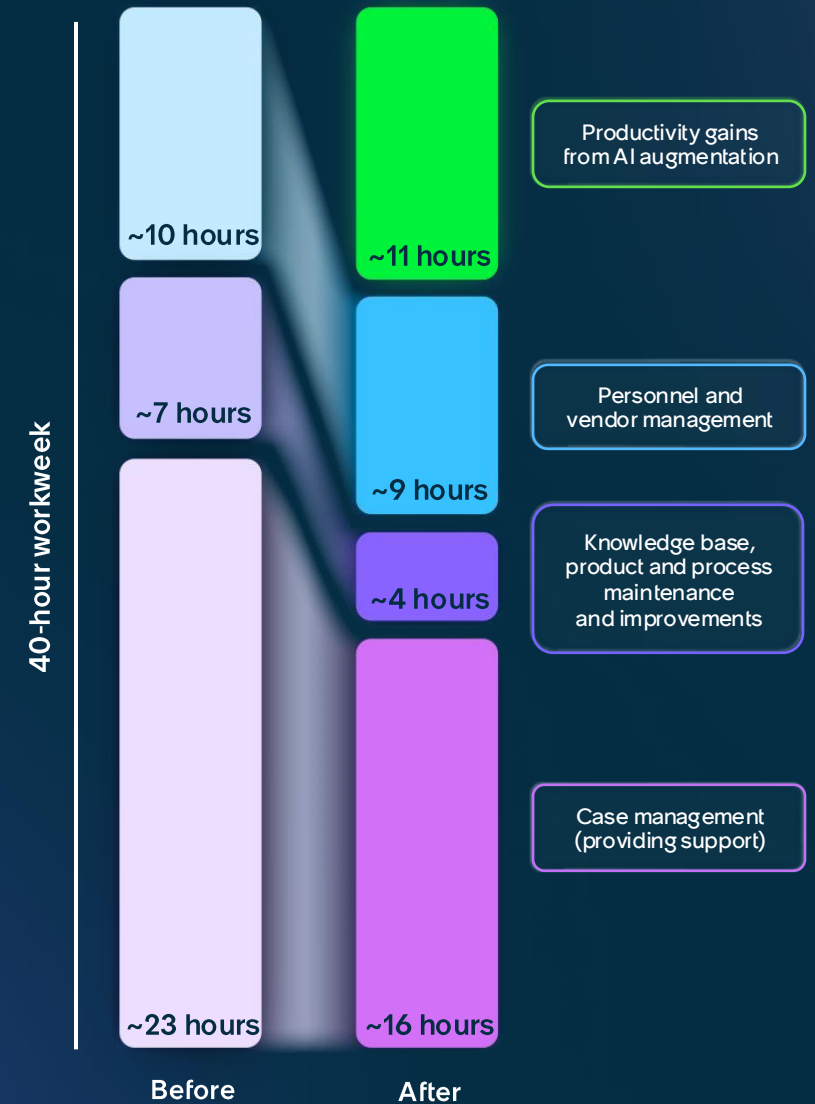 40-hour workweek
~10 hours
~7 hours
~23 hours
Before
~11 hours
~9 hours
~4 hours
~16 hours
After
Productivity gains
from AI augmentation
Personnel and
vendor management
Knowledge base,
product and process
maintenance
and improvements
Case management
(providing support)